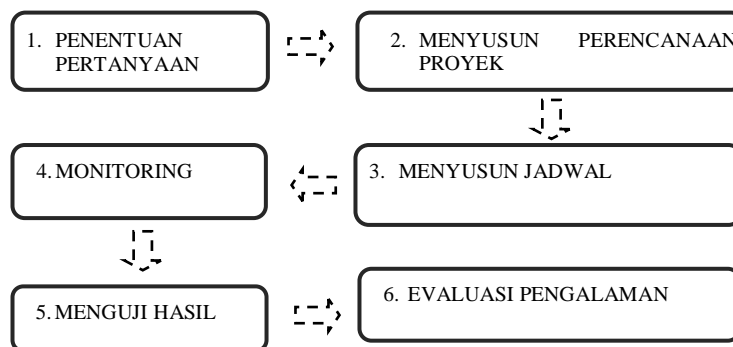 1. PENENTUAN
PERTANYAAN
2. MENYUSUN PERENCANAAN
PROYEK
4. MONITORING
3. MENYUSUN JADWAL
5. MENGUJI HASIL
6. EVALUASI PENGALAMAN